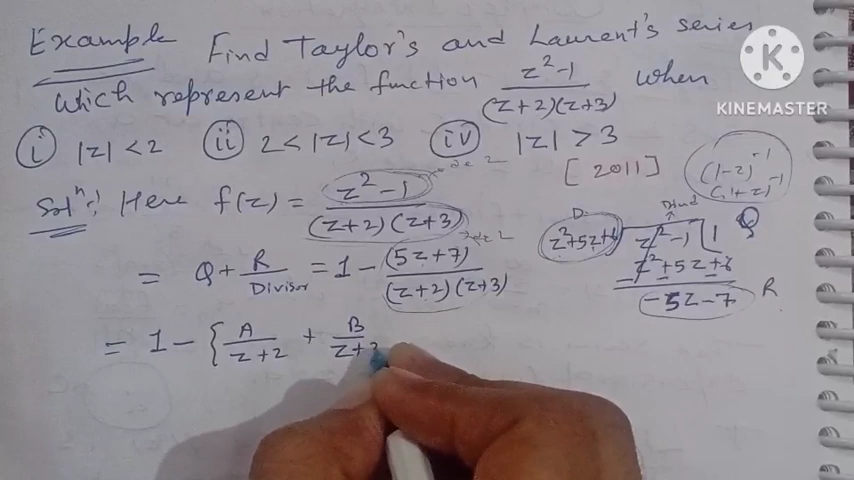 Example Find Taylor's and Laurent's series
which represent the function z²-1/(z+2)(z+3) when
(i) |z|<2 (ii) 2<|z|<3 (iv) |z|>3
[2011]
Solⁿ: Here f(z) = z²-1/(z+2)(z+3)
= Q + R/Divisor = 1 - (5z+7)/(z+2)(z+3)
= 1 - { A/z+2 + B/z+3
(1-z)⁻¹
(1+z)⁻¹
z²+5z+6 ) z²-1 ( 1 Q
z²+5z+6
-5z-7 R
K
KINEMASTER